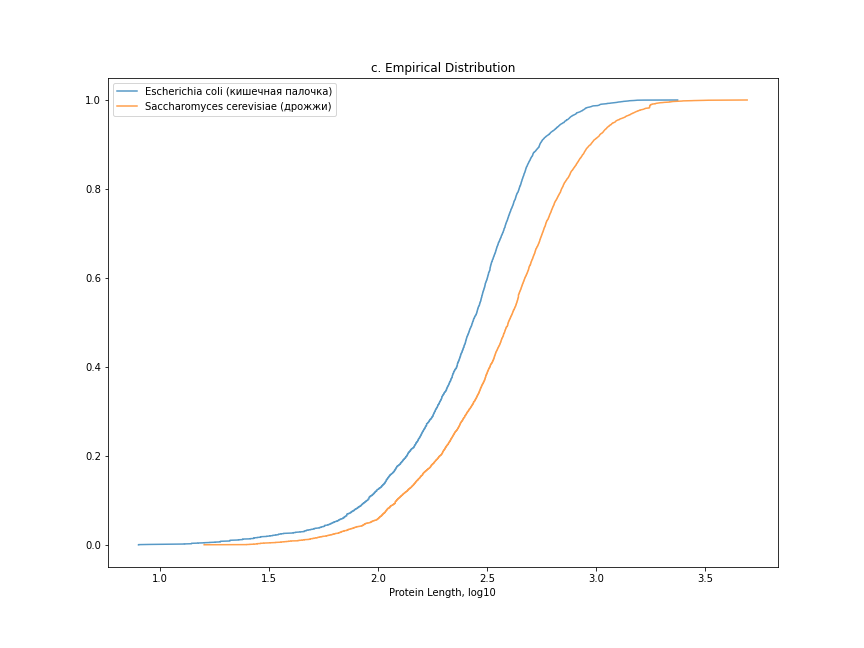 c. Empirical Distribution
Escherichia coli (кишечная палочка)
Saccharomyces cerevisiae (дрожжи)
1.0
0.8
0.6
0.4
0.2
0.0
1.0 1.5 2.0 2.5 3.0 3.5
Protein Length, log10